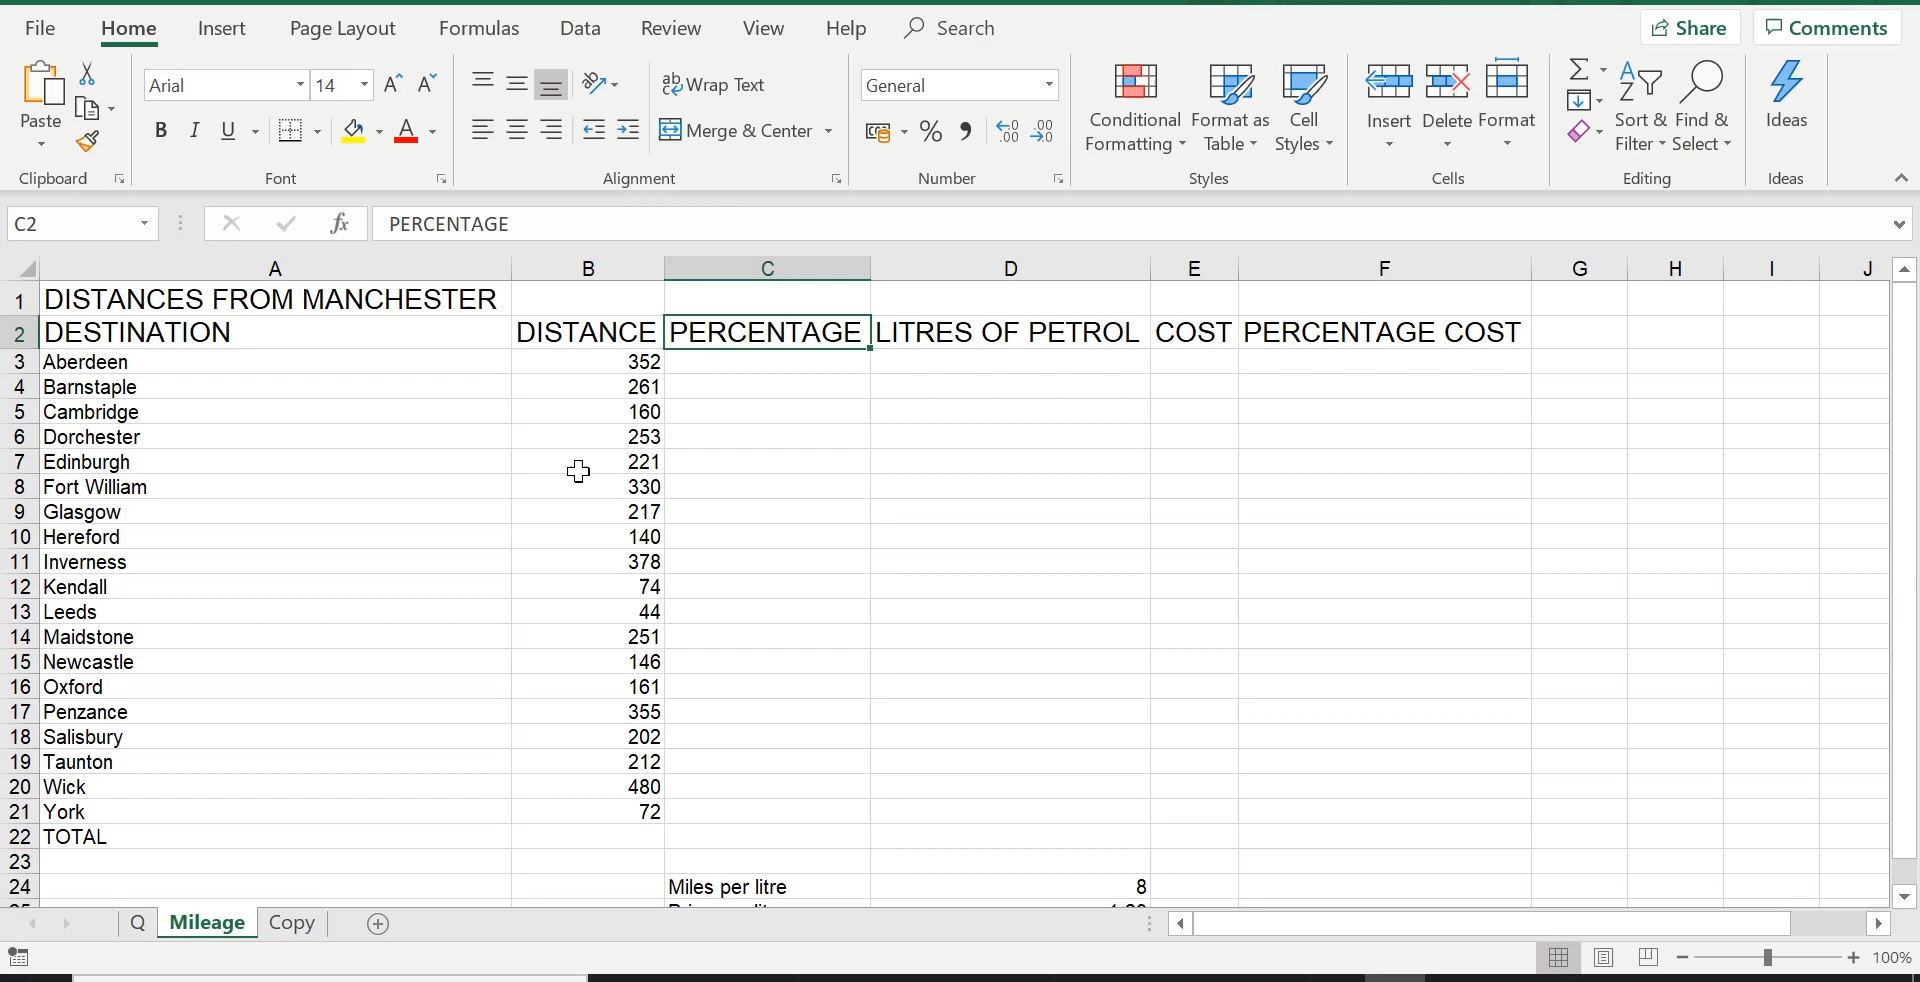 File Home Insert Page Layout Formulas Data Review View Help Search Share Comments
Arial 14 ab Wrap Text General
Paste B I U A Merge & Center % Conditional Formatting Format as Table Cell Styles Insert Delete Format Sort & Filter Find & Select Ideas
Clipboard Font Alignment Number Styles Cells Editing Ideas
C2 fx PERCENTAGE
A B C D E F G H I J
1 DISTANCES FROM MANCHESTER
2 DESTINATION DISTANCE PERCENTAGE LITRES OF PETROL COST PERCENTAGE COST
3 Aberdeen 352
4 Barnstaple 261
5 Cambridge 160
6 Dorchester 253
7 Edinburgh 221
8 Fort William 330
9 Glasgow 217
10 Hereford 140
11 Inverness 378
12 Kendall 74
13 Leeds 44
14 Maidstone 251
15 Newcastle 146
16 Oxford 161
17 Penzance 355
18 Salisbury 202
19 Taunton 212
20 Wick 480
21 York 72
22 TOTAL
23
24 Miles per litre 8
Q Mileage Copy
100%